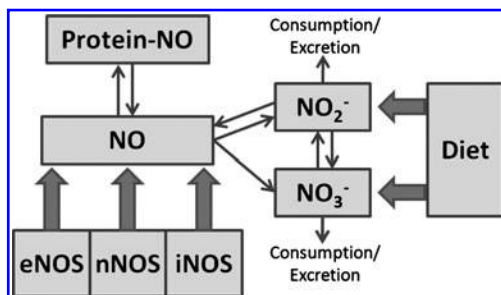 Consumption/
Excretion
Protein-NO
NO₂⁻
NO
Diet
NO₃⁻
Consumption/
Excretion
eNOS nNOS iNOS